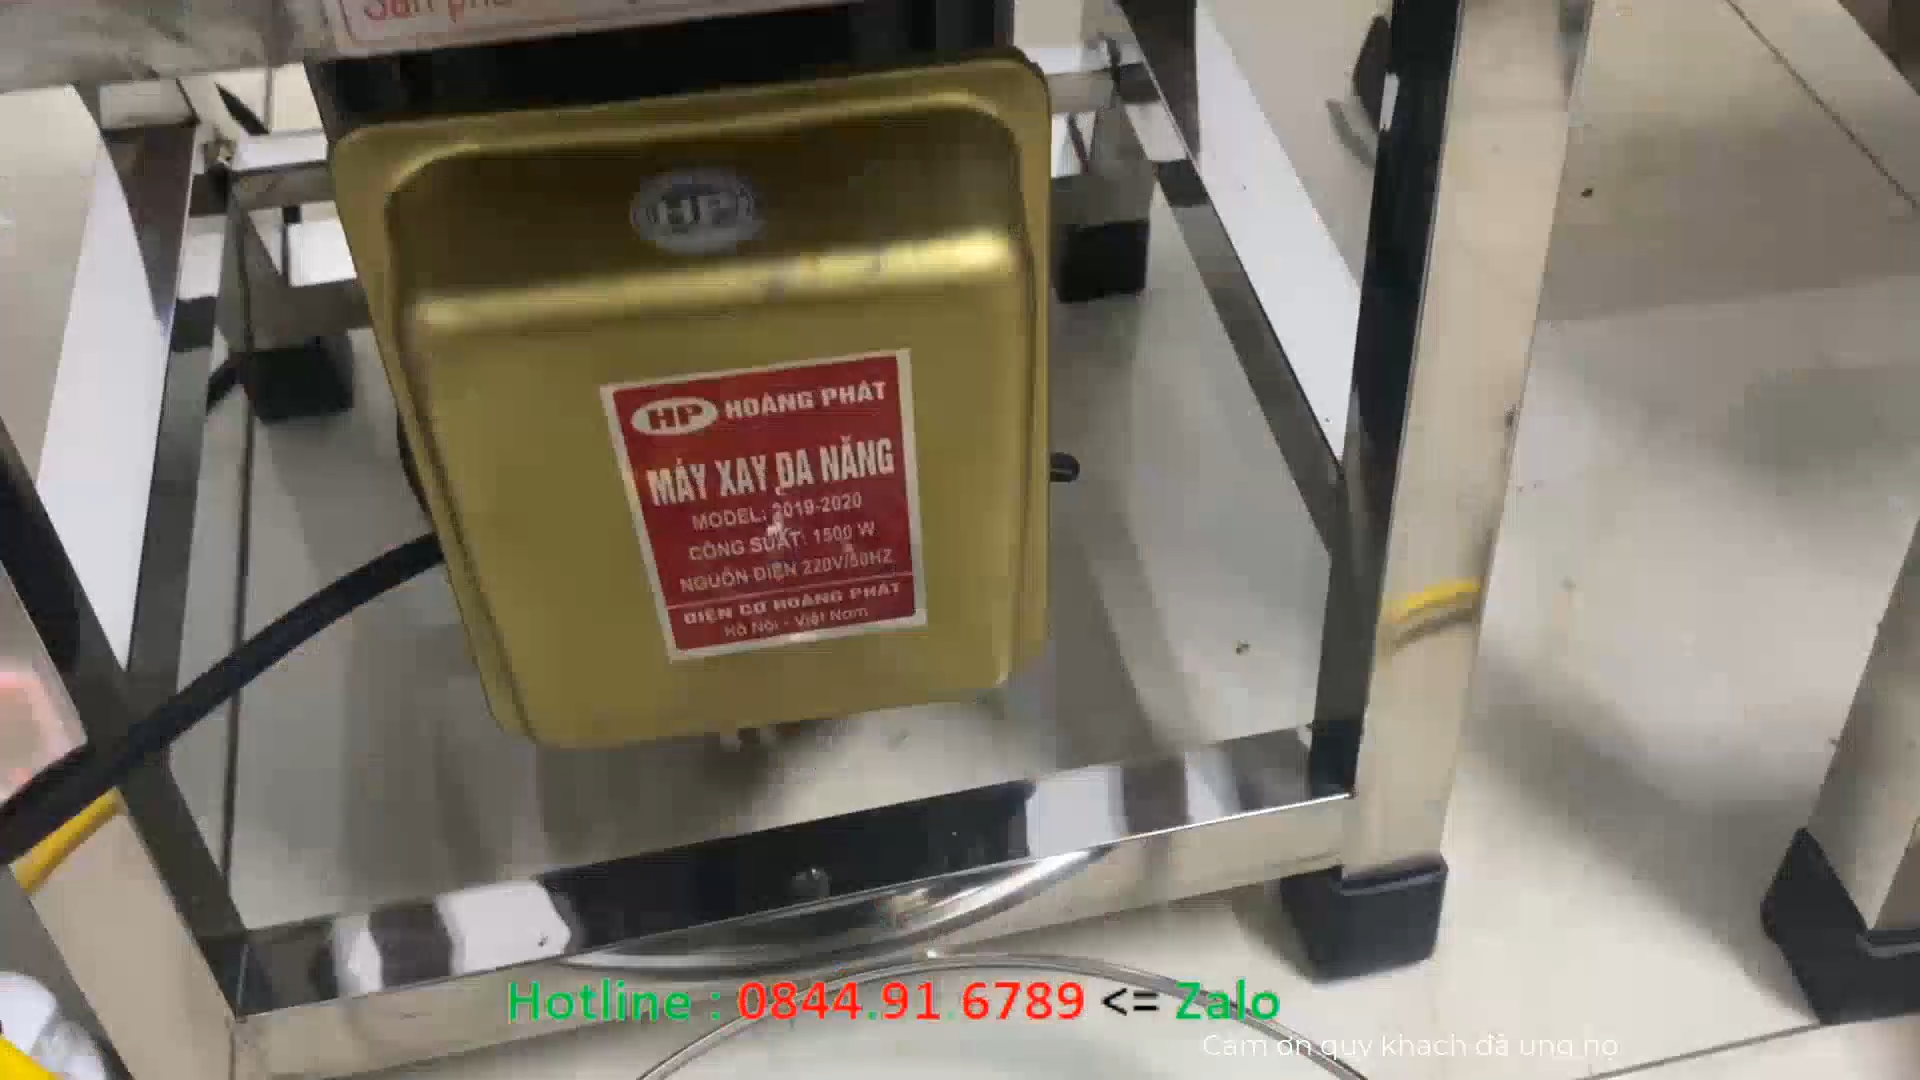 Sản
HP
HP HOÀNG PHÁT
MÁY XAY ĐA NĂNG
MODEL: 2019-2020
CÔNG SUẤT: 1500 W
NGUỒN ĐIỆN 220V/50HZ
ĐIỆN CƠ HOÀNG PHÁT
Hà Nội - Việt Nam
Hotline : 0844.91.6789 <= Zalo
Cảm ơn quý khách đã ủng hộ